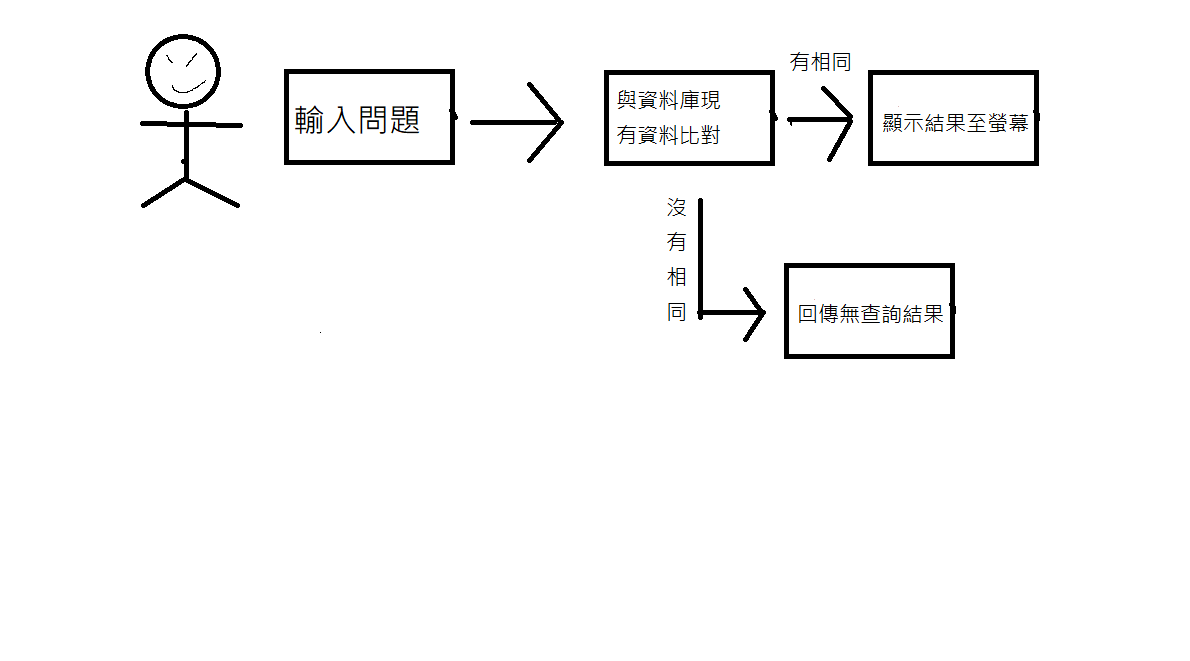 輸入問題
與資料庫現
有資料比對
有相同
顯示結果至螢幕
沒
有
相
同
回傳無查詢結果